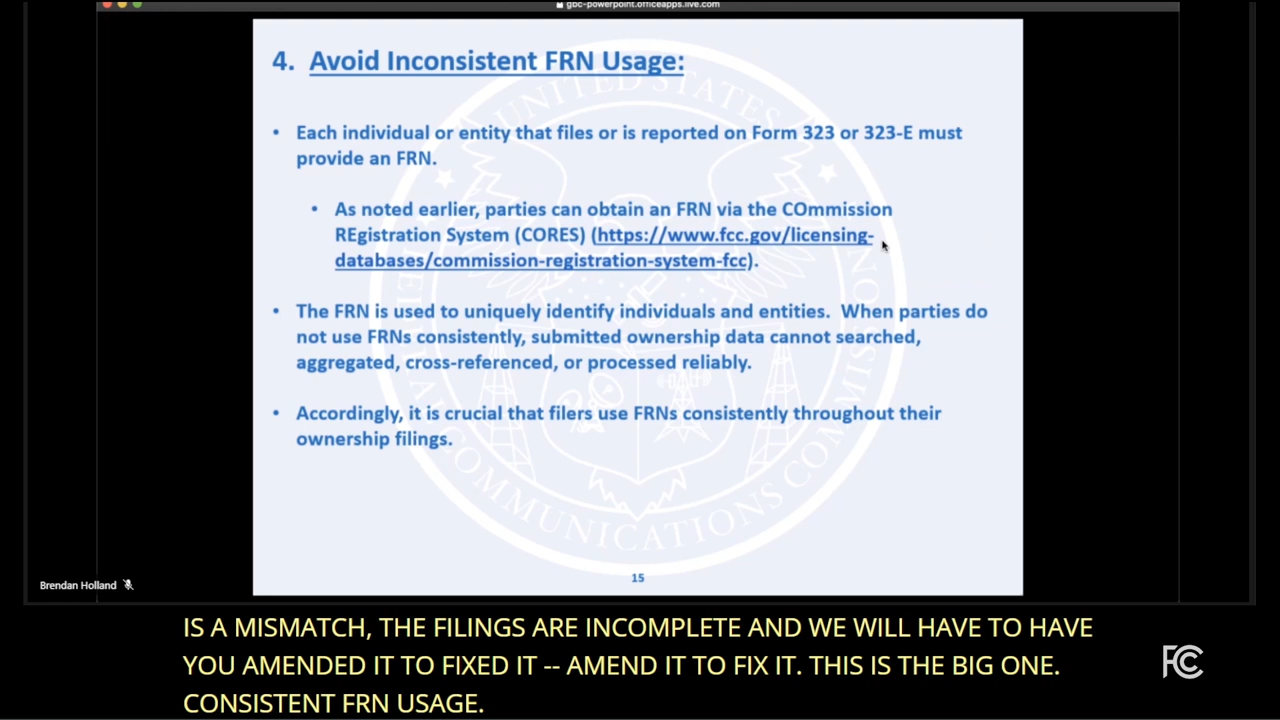 gbc-powerpoint.officeapps.live.com
4. Avoid Inconsistent FRN Usage:
• Each individual or entity that files or is reported on Form 323 or 323-E must
provide an FRN.
• As noted earlier, parties can obtain an FRN via the COmmission
REgistration System (CORES) (https://www.fcc.gov/licensing-
databases/commission-registration-system-fcc).
• The FRN is used to uniquely identify individuals and entities.  When parties do
not use FRNs consistently, submitted ownership data cannot searched,
aggregated, cross-referenced, or processed reliably.
• Accordingly, it is crucial that filers use FRNs consistently throughout their
ownership filings.
UNITED STATES
COMMUNICATIONS COMMISSION
15
Brendan Holland
IS A MISMATCH, THE FILINGS ARE INCOMPLETE AND WE WILL HAVE TO HAVE
YOU AMENDED IT TO FIXED IT -- AMEND IT TO FIX IT. THIS IS THE BIG ONE.
CONSISTENT FRN USAGE.
FCC